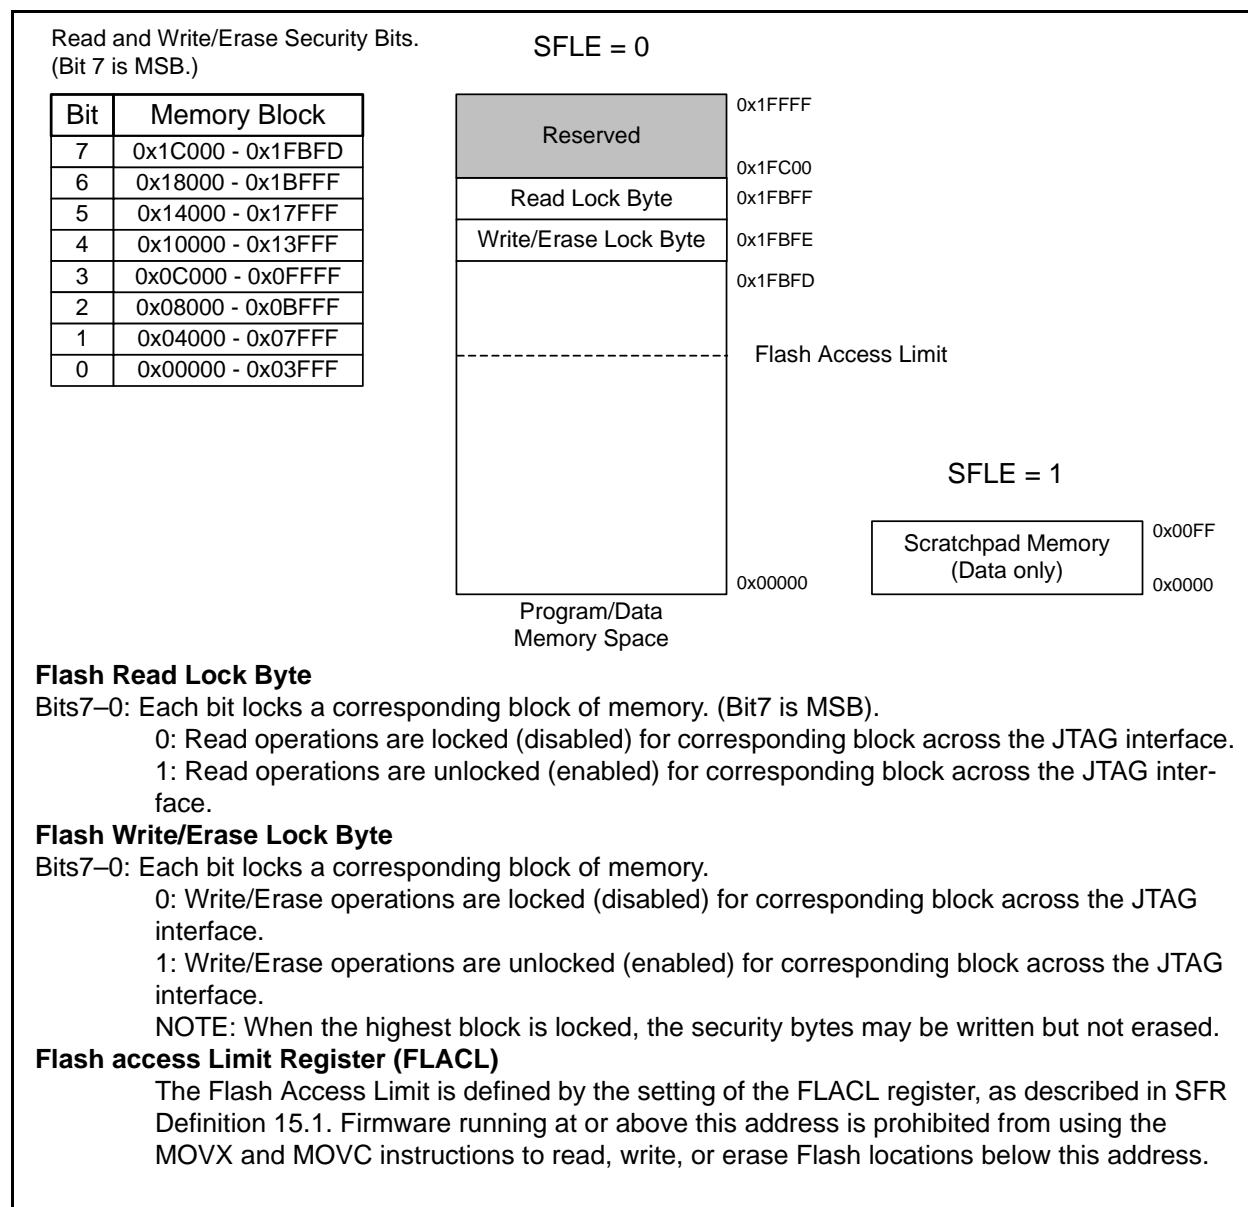 Read and Write/Erase Security Bits.
(Bit 7 is MSB.)
SFLE = 0
Bit Memory Block
7 0x1C000 - 0x1FBFD
6 0x18000 - 0x1BFFF
5 0x14000 - 0x17FFF
4 0x10000 - 0x13FFF
3 0x0C000 - 0x0FFFF
2 0x08000 - 0x0BFFF
1 0x04000 - 0x07FFF
0 0x00000 - 0x03FFF
0x1FFFF
Reserved
0x1FC00
Read Lock Byte 0x1FBFF
Write/Erase Lock Byte 0x1FBFE
0x1FBFD
Flash Access Limit
0x00000
Program/Data
Memory Space
SFLE = 1
Scratchpad Memory
(Data only)
0x00FF
0x0000
Flash Read Lock Byte
Bits7–0: Each bit locks a corresponding block of memory. (Bit7 is MSB).
0: Read operations are locked (disabled) for corresponding block across the JTAG interface.
1: Read operations are unlocked (enabled) for corresponding block across the JTAG inter-
face.
Flash Write/Erase Lock Byte
Bits7–0: Each bit locks a corresponding block of memory.
0: Write/Erase operations are locked (disabled) for corresponding block across the JTAG
interface.
1: Write/Erase operations are unlocked (enabled) for corresponding block across the JTAG
interface.
NOTE: When the highest block is locked, the security bytes may be written but not erased.
Flash access Limit Register (FLACL)
The Flash Access Limit is defined by the setting of the FLACL register, as described in SFR
Definition 15.1. Firmware running at or above this address is prohibited from using the
MOVX and MOVC instructions to read, write, or erase Flash locations below this address.